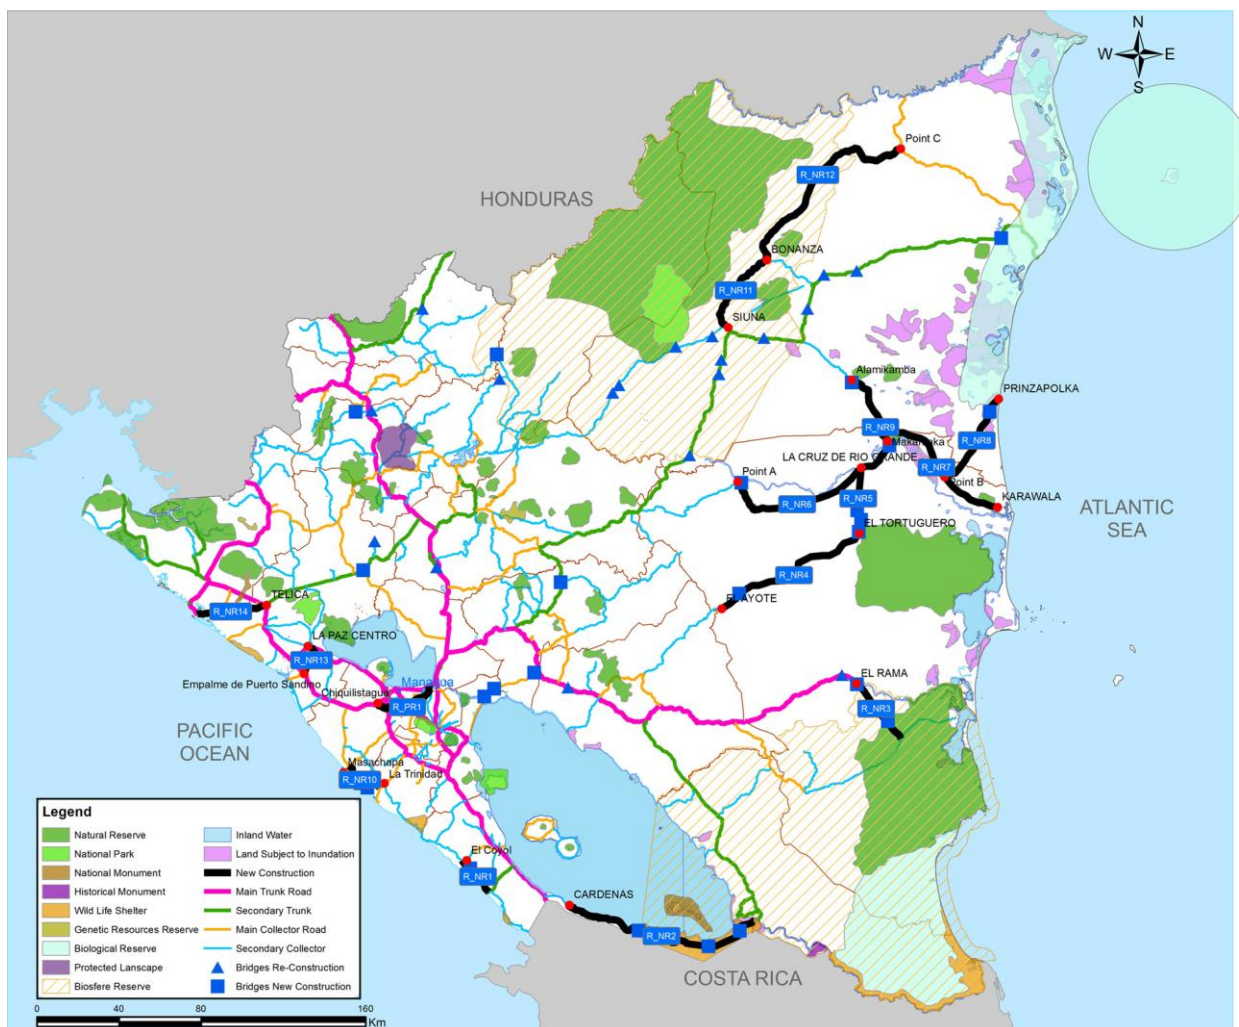 N
W E
S
Point C
R_NR12
HONDURAS
BONANZA
R_NR11
SIUNA
Alamikamba
PRINZAPOLKA
R_NR9
R_NR8
Makantaka
LA CRUZ DE RIO GRANDE
R_NR7
Point A
Point B
R_NR6
R_NR5
KARAWALA
ATLANTIC
SEA
EL TORTUGUERO
R_NR4
TELICA
EL AYOTE
R_NR14
LA PAZ CENTRO
R_NR13
EL RAMA
Empalme de Puerto Sandino
Managua
Chiquilistagua
R_PR1
R_NR3
PACIFIC
OCEAN
Masachapa
R_NR10
La Trinidad
El Coyol
R_NR1
CARDENAS
R_NR2
COSTA RICA
Legend
Natural Reserve
National Park
National Monument
Historical Monument
Wild Life Shelter
Genetic Resources Reserve
Biological Reserve
Protected Lanscape
Biosfere Reserve
Inland Water
Land Subject to Inundation
New Construction
Main Trunk Road
Secondary Trunk
Main Collector Road
Secondary Collector
Bridges Re-Construction
Bridges New Construction
0 40 80 160
Km